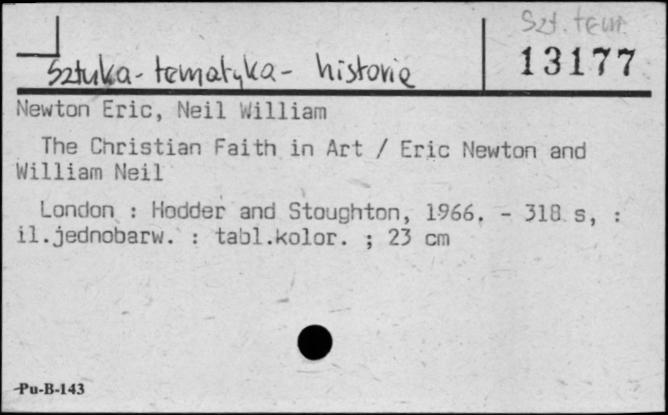 Szt. tem.
Sztuka - tematyka - historia
13177
Newton Eric, Neil William
The Christian Faith in Art / Eric Newton and
William Neil
London : Hodder and Stoughton, 1966. - 318 s, :
il.jednobarw. : tabl.kolor. ; 23 cm
Pu-B-143